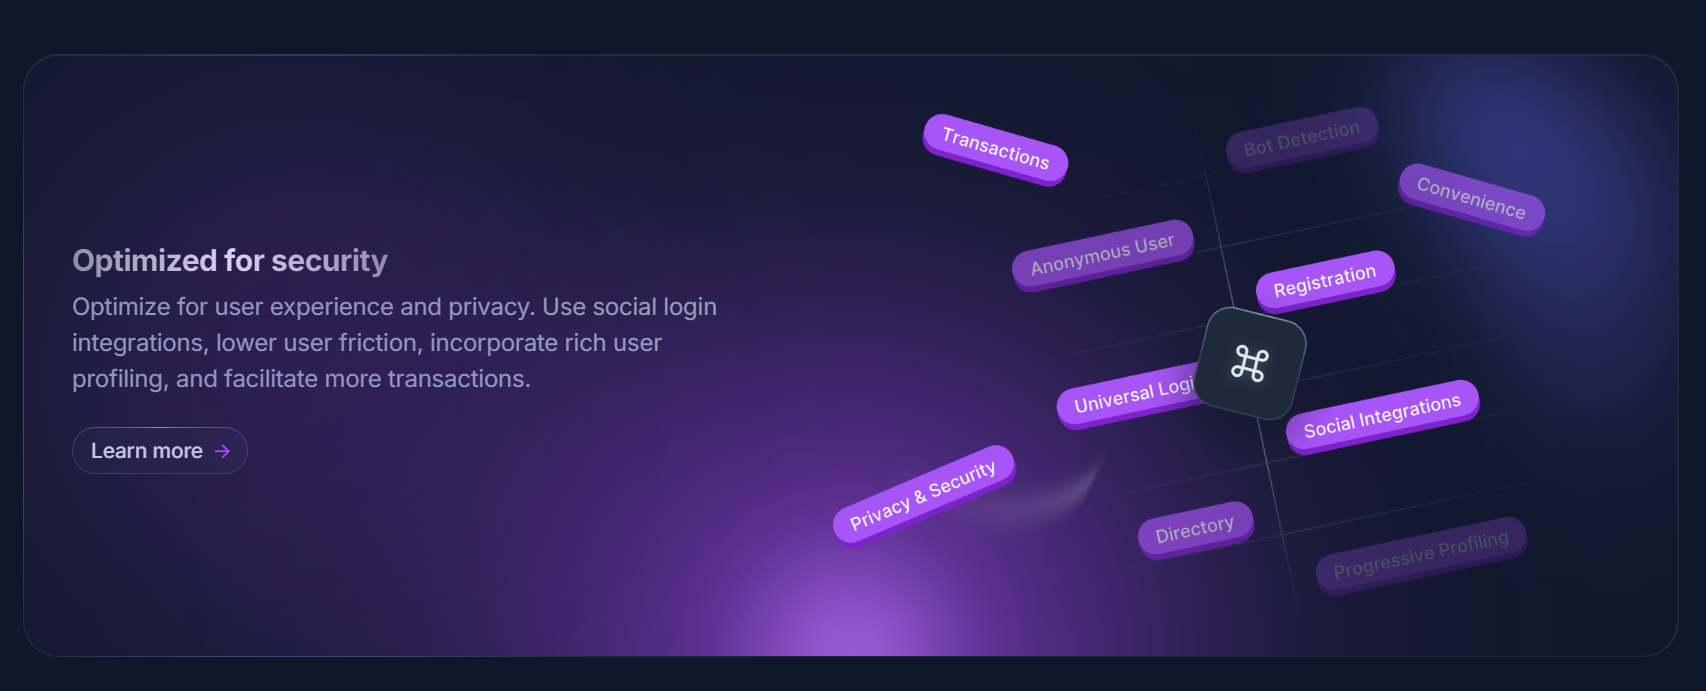 Optimized for security
Optimize for user experience and privacy. Use social login
integrations, lower user friction, incorporate rich user
profiling, and facilitate more transactions.
Learn more →
Transactions
Bot Detection
Convenience
Anonymous User
Registration
Universal Logi
Social Integrations
Privacy & Security
Directory
Progressive Profiling